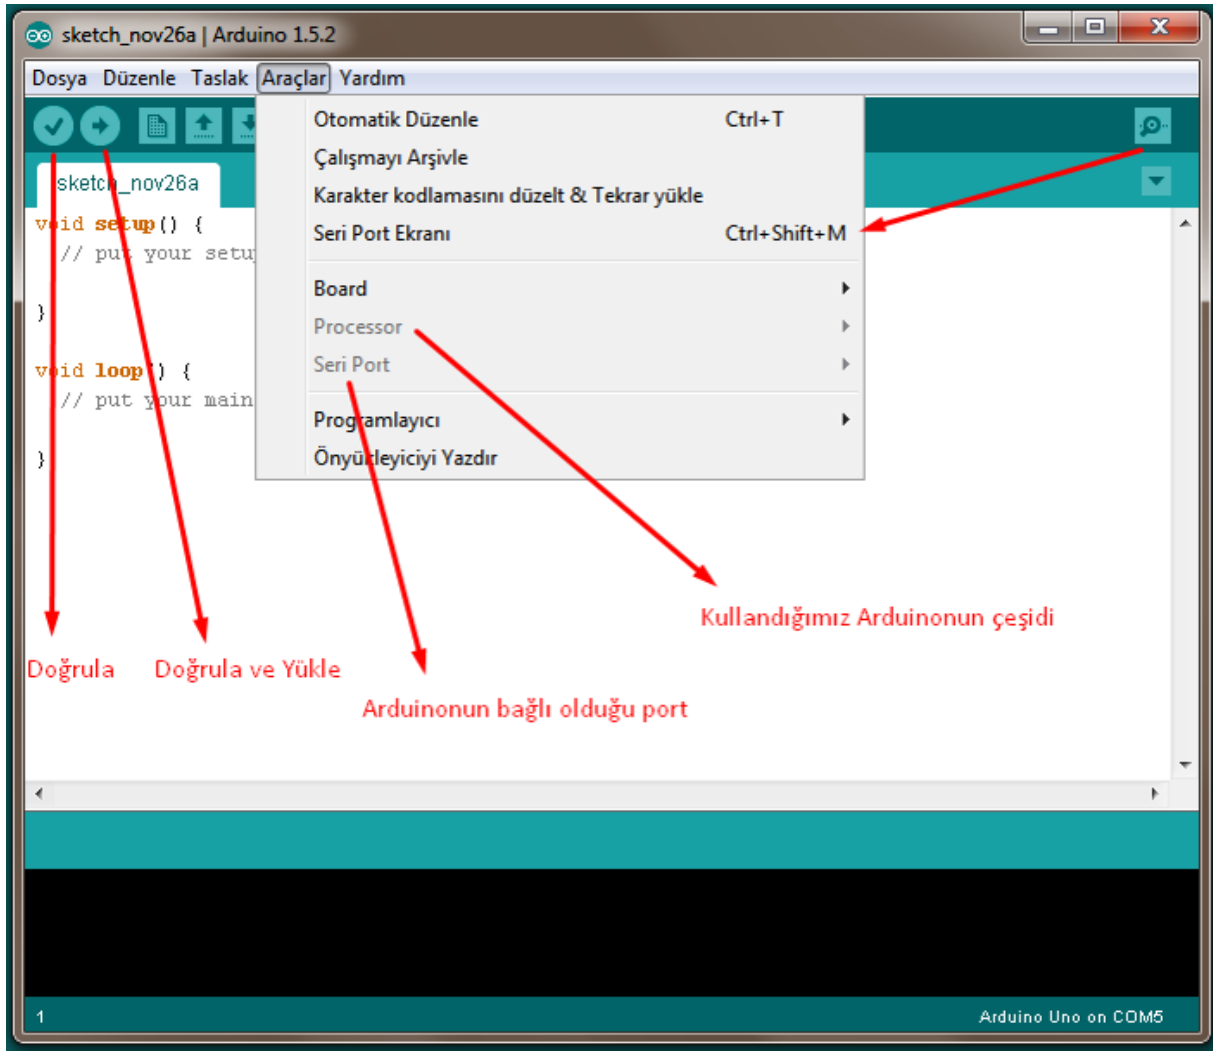 sketch_nov26a | Arduino 1.5.2
Dosya Düzenle Taslak Araçlar Yardım
Otomatik Düzenle Ctrl+T
Çalışmayı Arşivle
Karakter kodlamasını düzelt & Tekrar yükle
Seri Port Ekranı Ctrl+Shift+M
Board
Processor
Seri Port
Programlayıcı
Önyükleyiciyi Yazdır
sketch_nov26a
void setup() {
// put your setup
}
void loop() {
// put your main
}
Kullandığımız Arduinonun çeşidi
Doğrula Doğrula ve Yükle
Arduinonun bağlı olduğu port
1 Arduino Uno on COM5